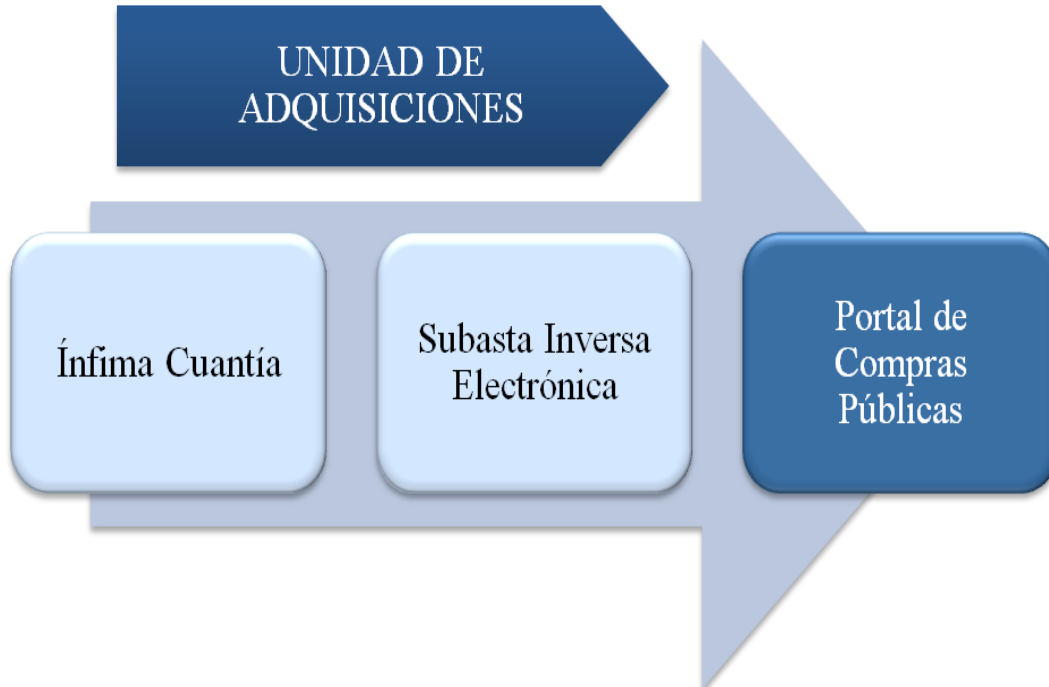 UNIDAD DE
ADQUISICIONES
Ínfima Cuantía
Subasta Inversa
Electrónica
Portal de
Compras
Públicas